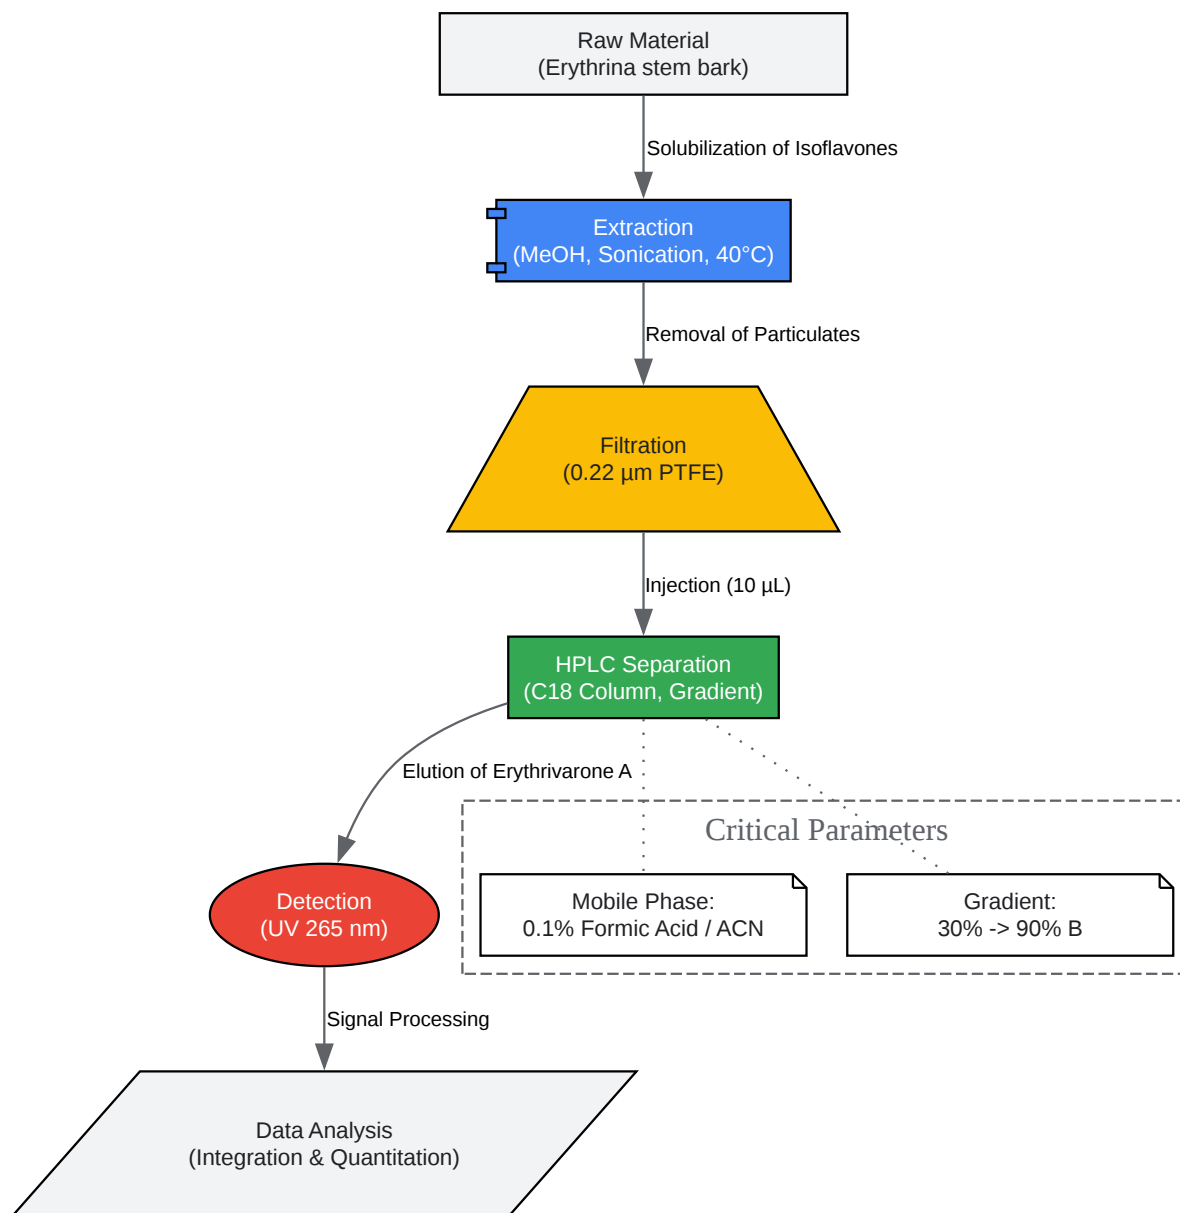 Raw Material
(Erythrina stem bark)
Solubilization of Isoflavones
Extraction
(MeOH, Sonication, 40°C)
Removal of Particulates
Filtration
(0.22 µm PTFE)
Injection (10 µL)
HPLC Separation
(C18 Column, Gradient)
Elution of Erythrivarone A
Critical Parameters
Detection
(UV 265 nm)
Mobile Phase:
0.1% Formic Acid / ACN
Gradient:
30% -> 90% B
Signal Processing
Data Analysis
(Integration & Quantitation)